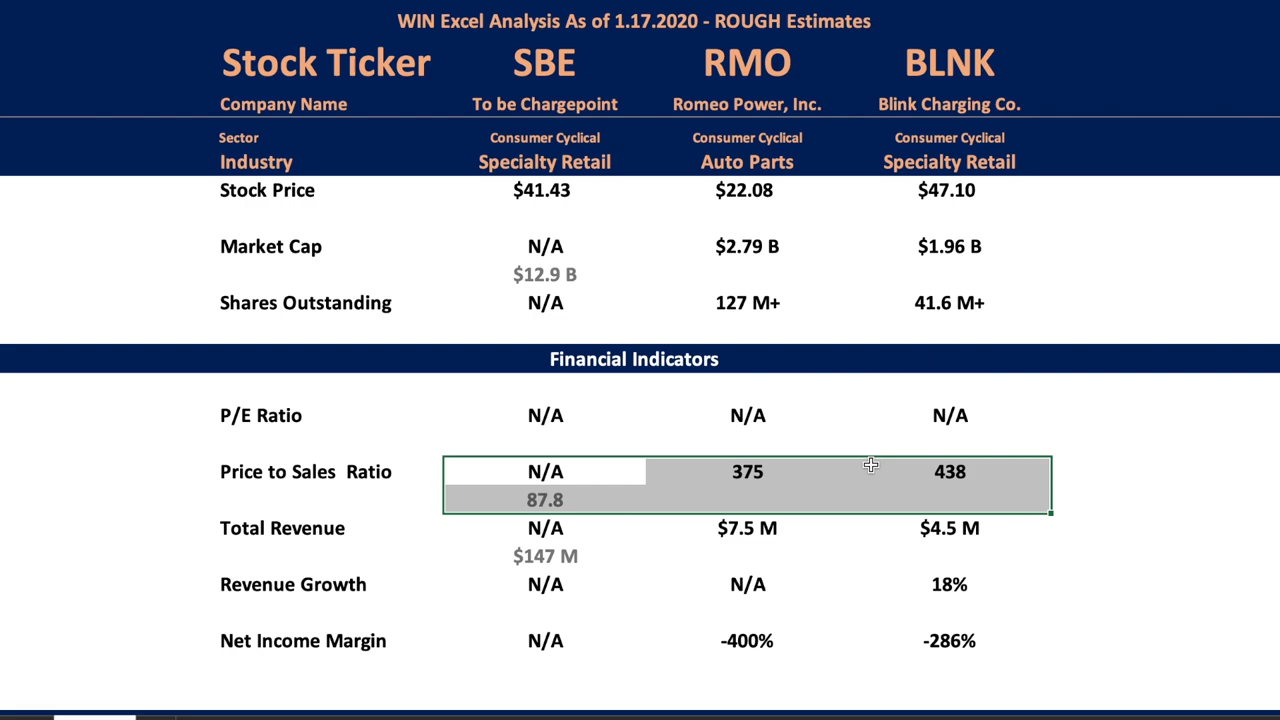 WIN Excel Analysis As of 1.17.2020 - ROUGH Estimates
Stock Ticker SBE RMO BLNK
Company Name To be Chargepoint Romeo Power, Inc. Blink Charging Co.
Sector Consumer Cyclical Consumer Cyclical Consumer Cyclical
Industry Specialty Retail Auto Parts Specialty Retail
Stock Price $41.43 $22.08 $47.10
Market Cap N/A $2.79 B $1.96 B
$12.9 B
Shares Outstanding N/A 127 M+ 41.6 M+
Financial Indicators
P/E Ratio N/A N/A N/A
Price to Sales Ratio N/A 375 438
87.8
Total Revenue N/A $7.5 M $4.5 M
$147 M
Revenue Growth N/A N/A 18%
Net Income Margin N/A -400% -286%